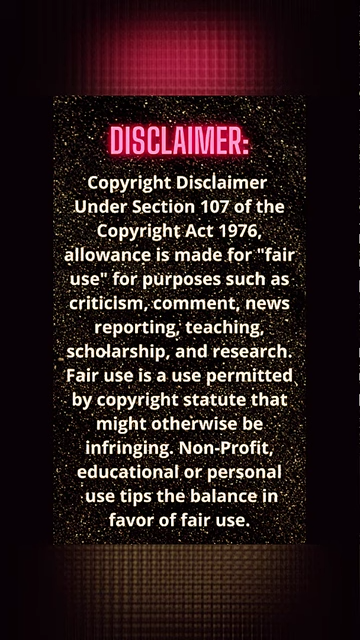 DISCLAIMER:
Copyright Disclaimer
Under Section 107 of the
Copyright Act 1976,
allowance is made for "fair
use" for purposes such as
criticism, comment, news
reporting, teaching,
scholarship, and research.
Fair use is a use permitted
by copyright statute that
might otherwise be
infringing. Non-Profit,
educational or personal
use tips the balance in
favor of fair use.